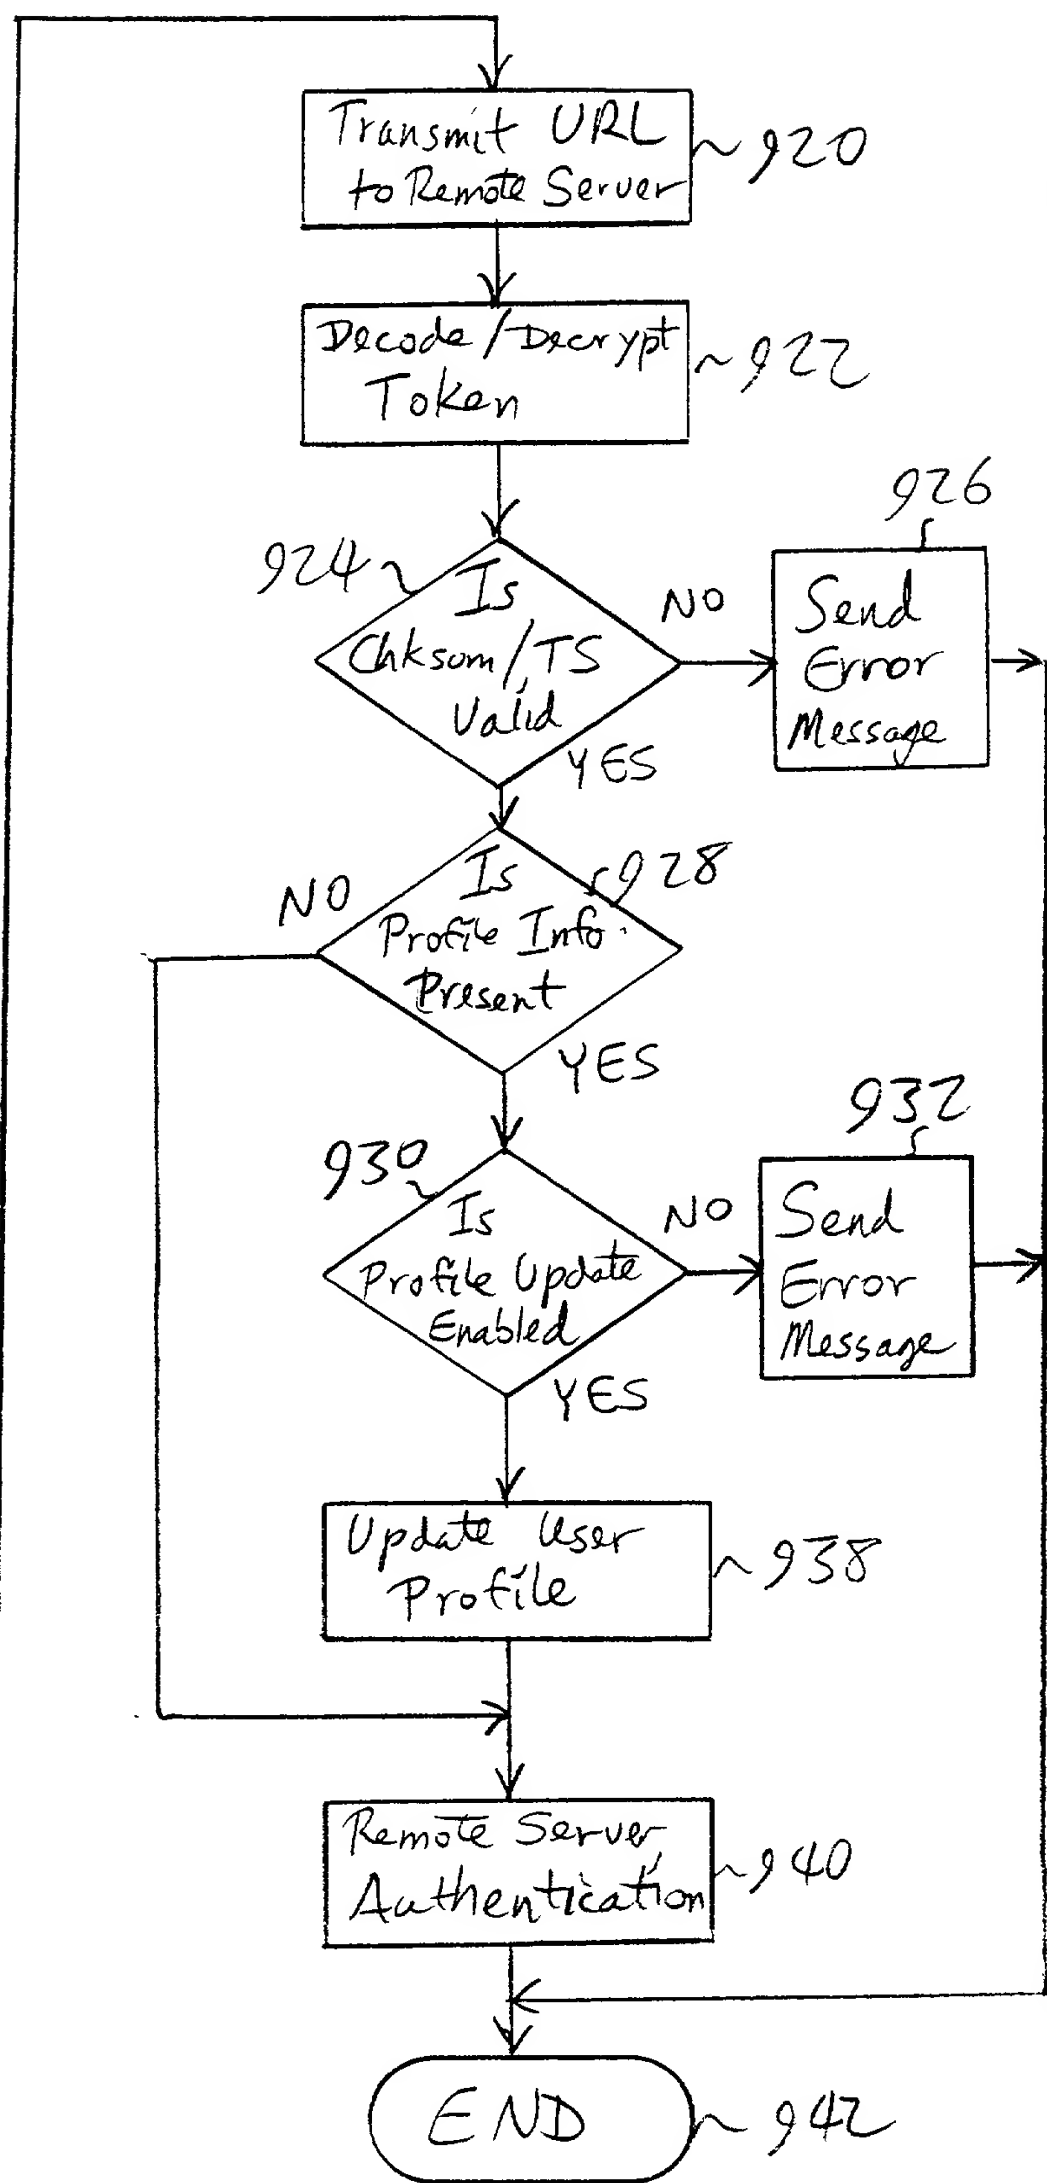 Transmit URL
to Remote Server
920
Decode/Decrypt
Token
922
924
Is
Chksum/TS
Valid
NO
YES
926
Send
Error
Message
928
Is
Profile Info.
Present
NO
YES
930
Is
Profile Update
Enabled
NO
YES
932
Send
Error
Message
Update User
Profile
938
Remote Server
Authentication
940
END
942